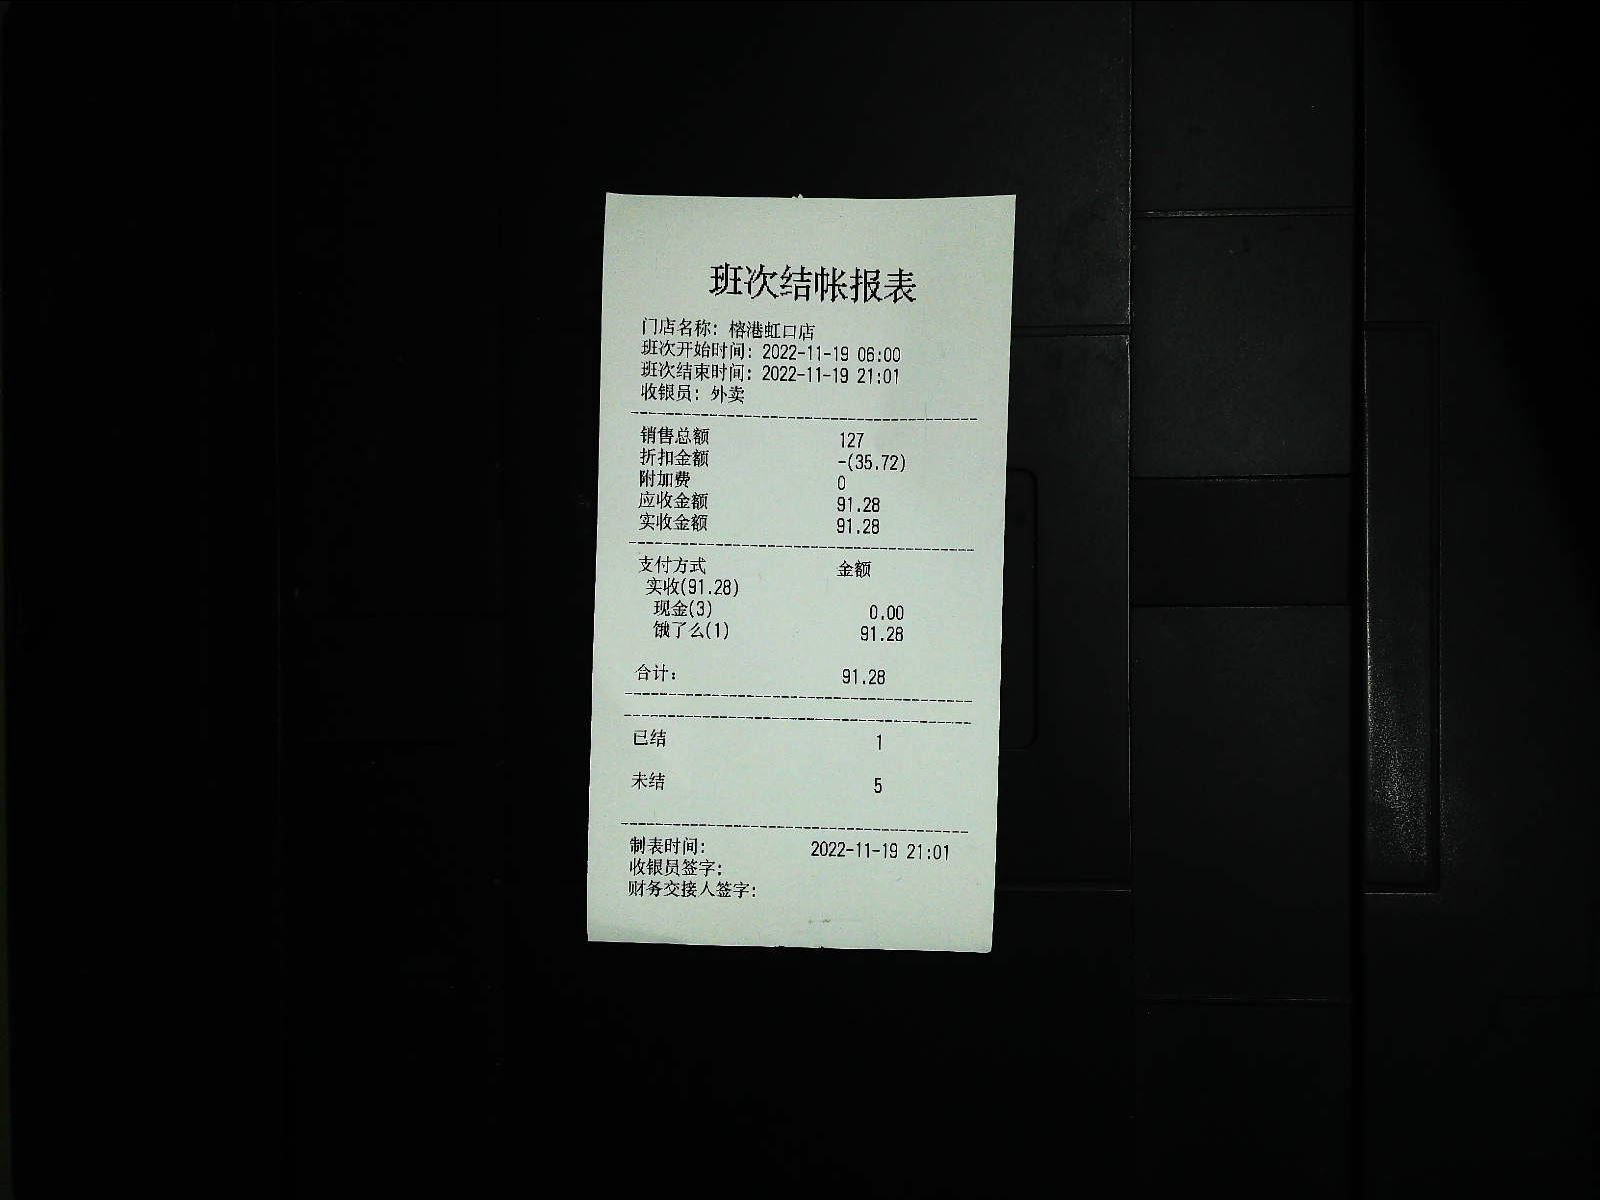 班次结帐报表
门店名称: 榕港虹口店
班次开始时间: 2022-11-19 06:00
班次结束时间: 2022-11-19 21:01
收银员: 外卖
销售总额 127
折扣金额 -(35.72)
附加费 0
应收金额 91.28
实收金额 91.28
支付方式 金额
实收(91.28)
现金(3) 0.00
饿了么(1) 91.28
合计: 91.28
已结 1
未结 5
制表时间: 2022-11-19 21:01
收银员签字:
财务交接人签字: